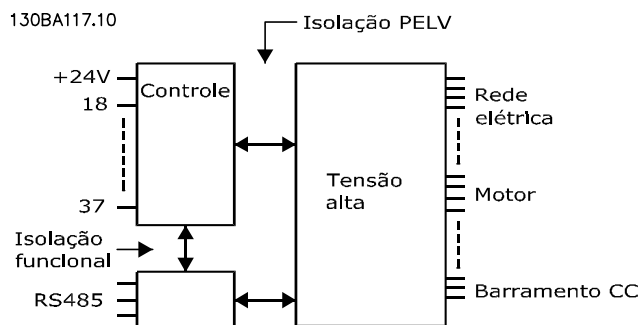 130BA117.10
Isolação PELV
+24V
Controle
18
Rede
elétrica
Tensão
alta
37
Motor
Isolação
funcional
RS485
Barramento CC